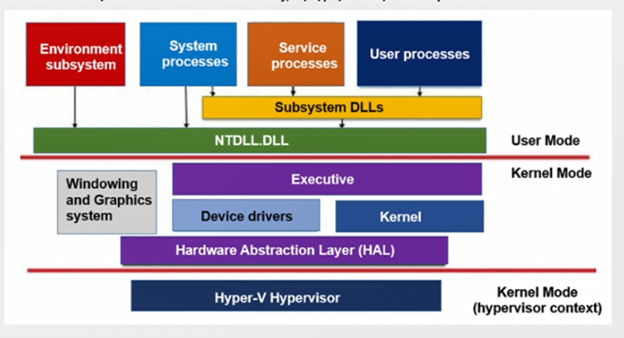 Environment
subsystem
System
processes
Service
processes
User processes
Subsystem DLLs
NTDLL.DLL
User Mode
Kernel Mode
Windowing
and Graphics
system
Executive
Device drivers
Kernel
Hardware Abstraction Layer (HAL)
Hyper-V Hypervisor
Kernel Mode
(hypervisor context)